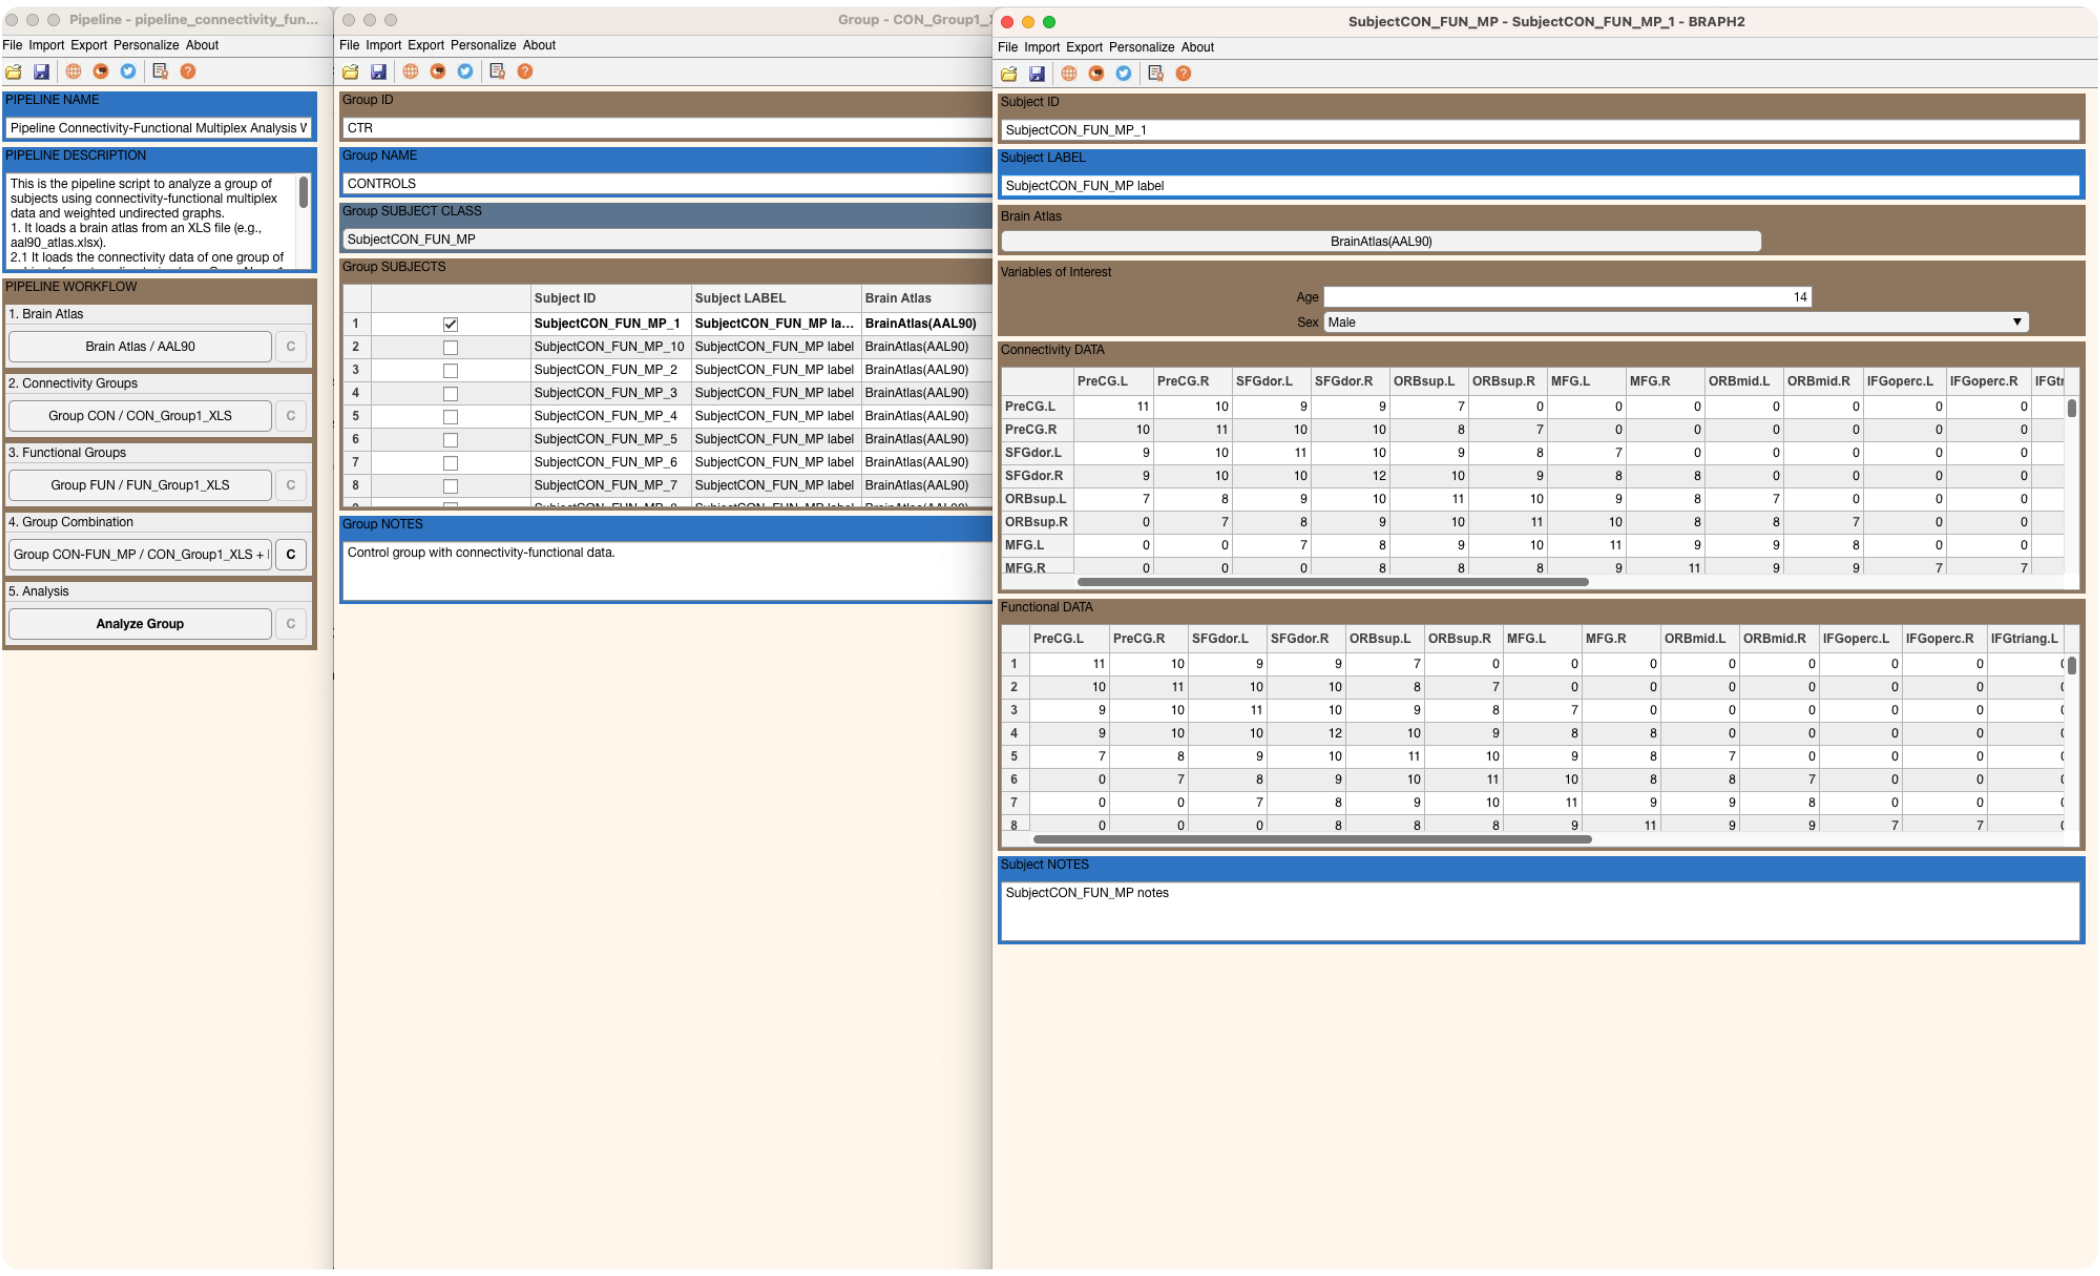 Pipeline - pipeline_connectivity_fun...
File Import Export Personalize About
PIPELINE NAME
Pipeline Connectivity-Functional Multiplex Analysis
PIPELINE DESCRIPTION
This is the pipeline script to analyze a group of
subjects using connectivity-functional multiplex
data and weighted undirected graphs.
1. It loads a brain atlas from an XLS file (e.g.,
aal90_atlas.xlsx).
2.1 It loads the connectivity data of one group of
PIPELINE WORKFLOW
1. Brain Atlas
Brain Atlas / AAL90 C
2. Connectivity Groups
Group CON / CON_Group1_XLS C
3. Functional Groups
Group FUN / FUN_Group1_XLS C
4. Group Combination
Group CON-FUN_MP / CON_Group1_XLS + C
5. Analysis
Analyze Group C
Group - CON_Group1_
File Import Export Personalize About
Group ID
CTR
Group NAME
CONTROLS
Group SUBJECT CLASS
SubjectCON_FUN_MP
Group SUBJECTS
Subject ID Subject LABEL Brain Atlas
1 SubjectCON_FUN_MP_1 SubjectCON_FUN_MP la... BrainAtlas(AAL90)
2 SubjectCON_FUN_MP_10 SubjectCON_FUN_MP label BrainAtlas(AAL90)
3 SubjectCON_FUN_MP_2 SubjectCON_FUN_MP label BrainAtlas(AAL90)
4 SubjectCON_FUN_MP_3 SubjectCON_FUN_MP label BrainAtlas(AAL90)
5 SubjectCON_FUN_MP_4 SubjectCON_FUN_MP label BrainAtlas(AAL90)
6 SubjectCON_FUN_MP_5 SubjectCON_FUN_MP label BrainAtlas(AAL90)
7 SubjectCON_FUN_MP_6 SubjectCON_FUN_MP label BrainAtlas(AAL90)
8 SubjectCON_FUN_MP_7 SubjectCON_FUN_MP label BrainAtlas(AAL90)
Group NOTES
Control group with connectivity-functional data.
SubjectCON_FUN_MP - SubjectCON_FUN_MP_1 - BRAPH2
File Import Export Personalize About
Subject ID
SubjectCON_FUN_MP_1
Subject LABEL
SubjectCON_FUN_MP label
Brain Atlas
BrainAtlas(AAL90)
Variables of Interest
Age 14
Sex Male
Connectivity DATA
PreCG.L PreCG.R SFGdor.L SFGdor.R ORBsup.L ORBsup.R MFG.L MFG.R ORBmid.L ORBmid.R IFGoperc.L IFGoperc.R IFGtr
PreCG.L 11 10 9 9 7 0 0 0 0 0 0 0
PreCG.R 10 11 10 10 8 7 0 0 0 0 0 0
SFGdor.L 9 10 11 10 9 8 7 0 0 0 0 0
SFGdor.R 9 10 10 12 10 9 8 8 0 0 0 0
ORBsup.L 7 8 9 10 11 10 9 8 7 0 0 0
ORBsup.R 0 7 8 9 10 11 10 8 8 7 0 0
MFG.L 0 0 7 8 9 10 11 9 9 8 0 0
MFG.R 0 0 0 8 8 8 9 11 9 9 7 7
Functional DATA
PreCG.L PreCG.R SFGdor.L SFGdor.R ORBsup.L ORBsup.R MFG.L MFG.R ORBmid.L ORBmid.R IFGoperc.L IFGoperc.R IFGtriang.L
1 11 10 9 9 7 0 0 0 0 0 0 0
2 10 11 10 10 8 7 0 0 0 0 0 0
3 9 10 11 10 9 8 7 0 0 0 0 0
4 9 10 10 12 10 9 8 8 0 0 0 0
5 7 8 9 10 11 10 9 8 7 0 0 0
6 0 7 8 9 10 11 10 8 8 7 0 0
7 0 0 7 8 9 10 11 9 9 8 0 0
8 0 0 0 8 8 8 9 11 9 9 7 7
Subject NOTES
SubjectCON_FUN_MP notes